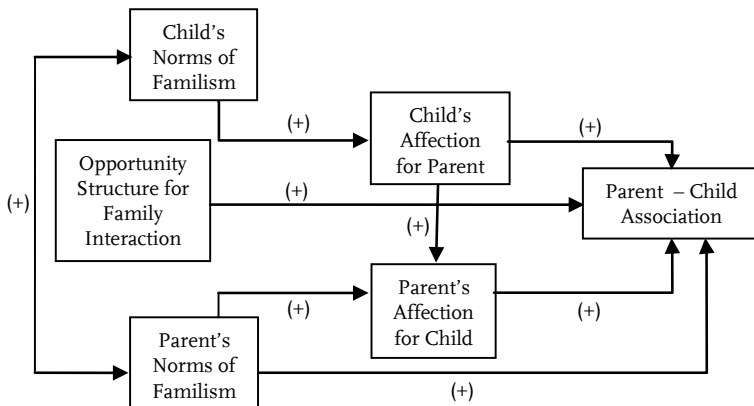 Child's
Norms of
Familism
(+)
Child's
Affection
for Parent
(+)
Opportunity
Structure for
Family
Interaction
(+)
(+)
Parent – Child
Association
(+)
Parent's
Affection
for Child
(+)
(+)
Parent's
Norms of
Familism
(+)